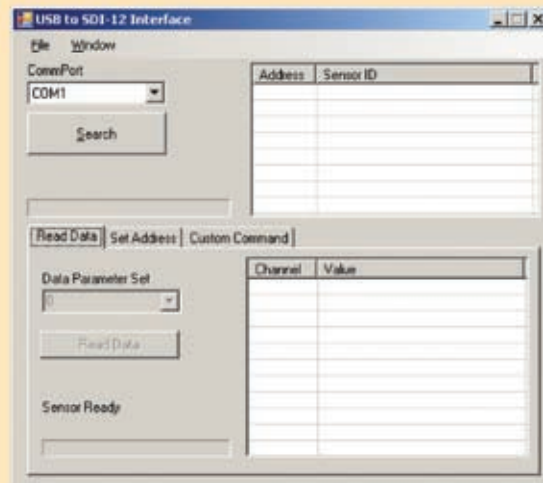 USB to SDI-12 Interface
File Window
CommPort
COM1
Search
Address Sensor ID
Read Data Set Address Custom Command
Data Parameter Set
0
Read Data
Sensor Ready
Channel Value